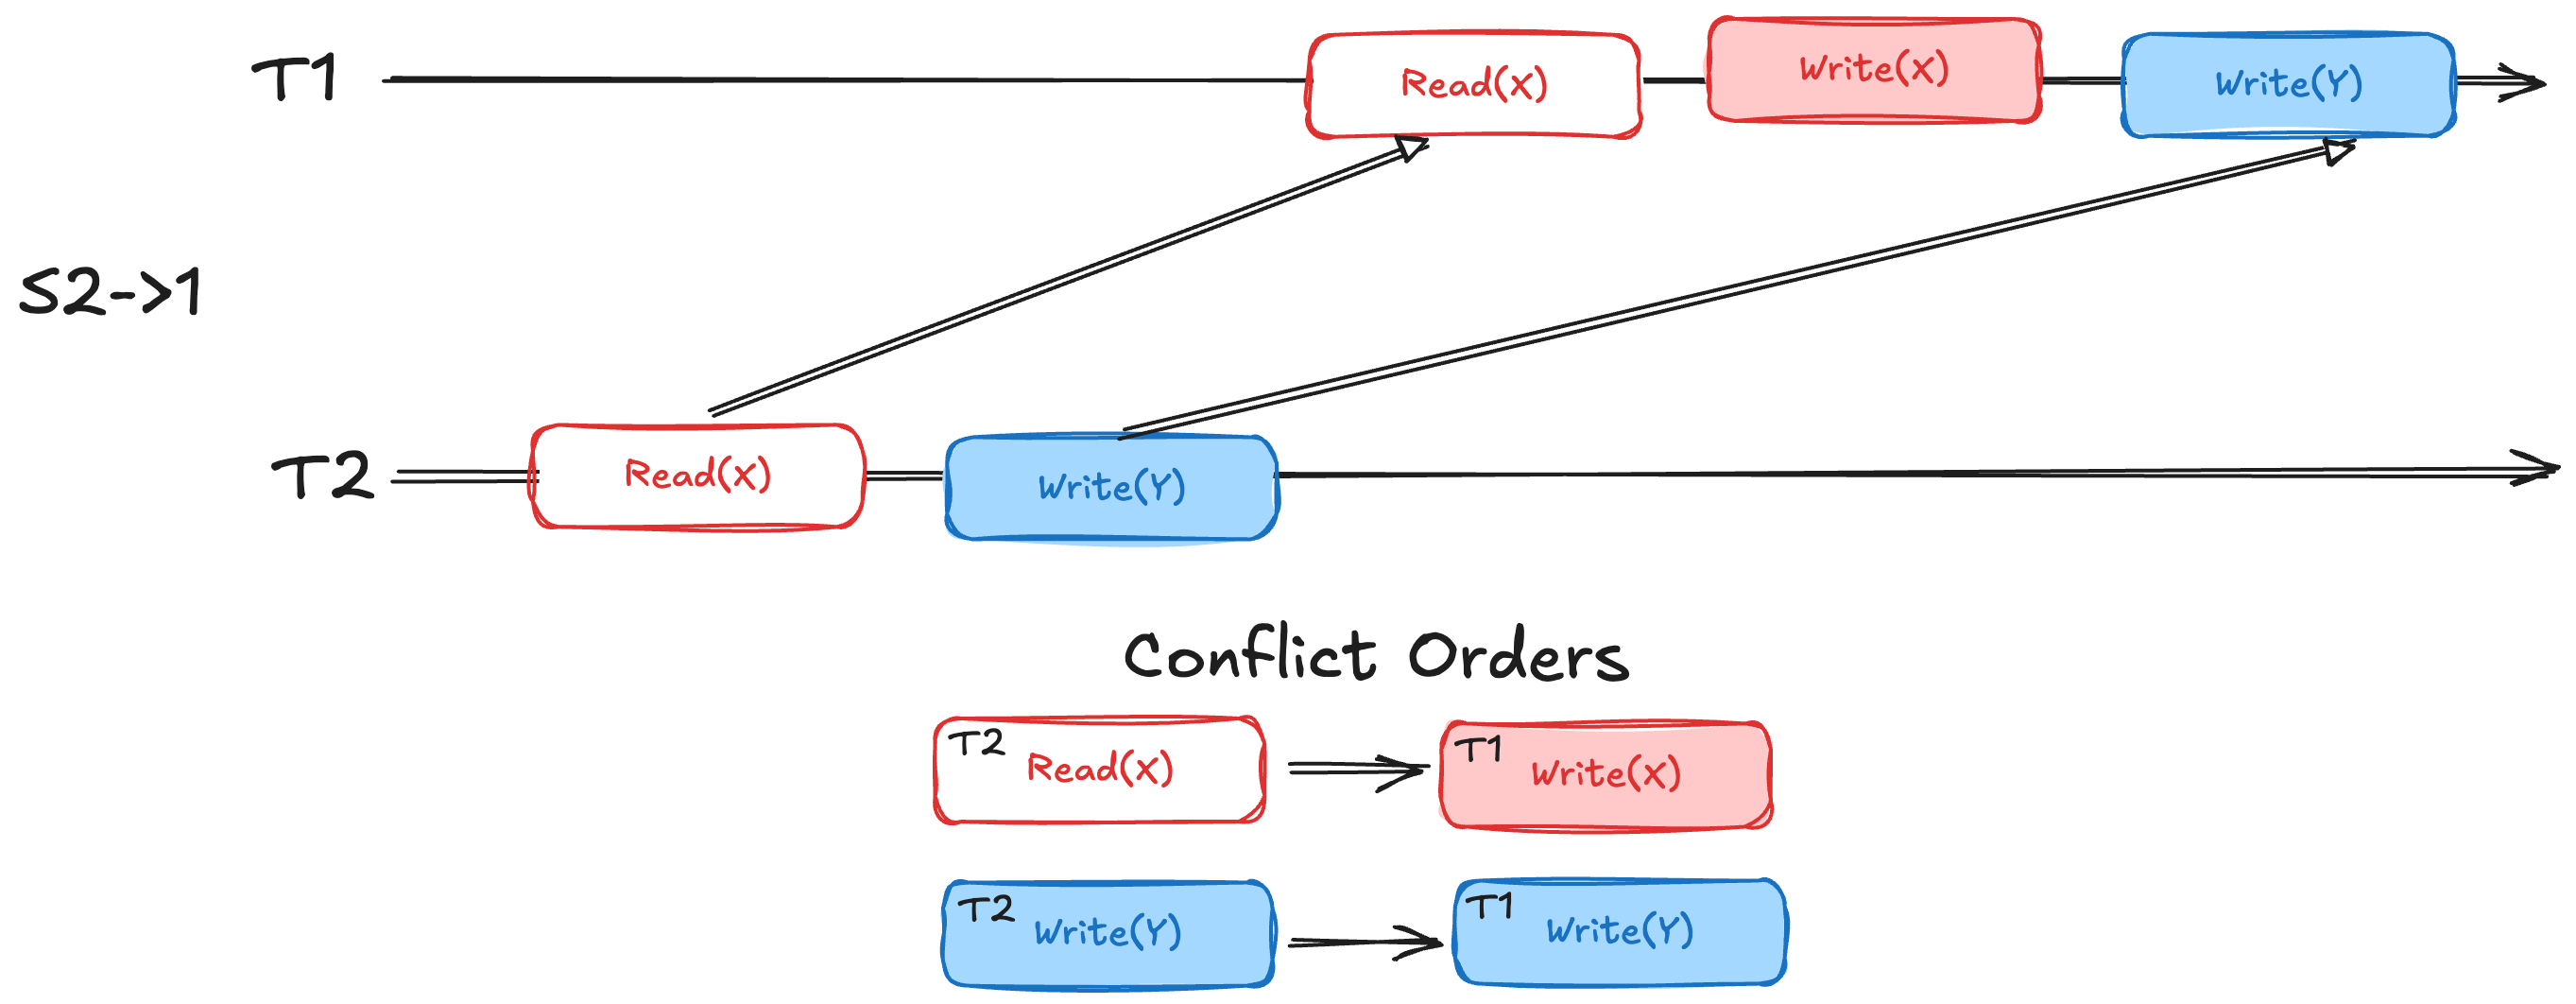 T1
Read(x)
Write(x)
Write(Y)
S2->1
T2
Read(x)
Write(Y)
Conflict Orders
T2
Read(x)
T1
Write(x)
T2
Write(Y)
T1
Write(Y)